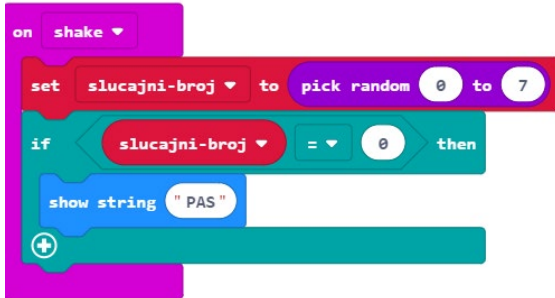 on shake
set slucajni-broj to pick random 0 to 7
if slucajni-broj = 0 then
show string "PAS"